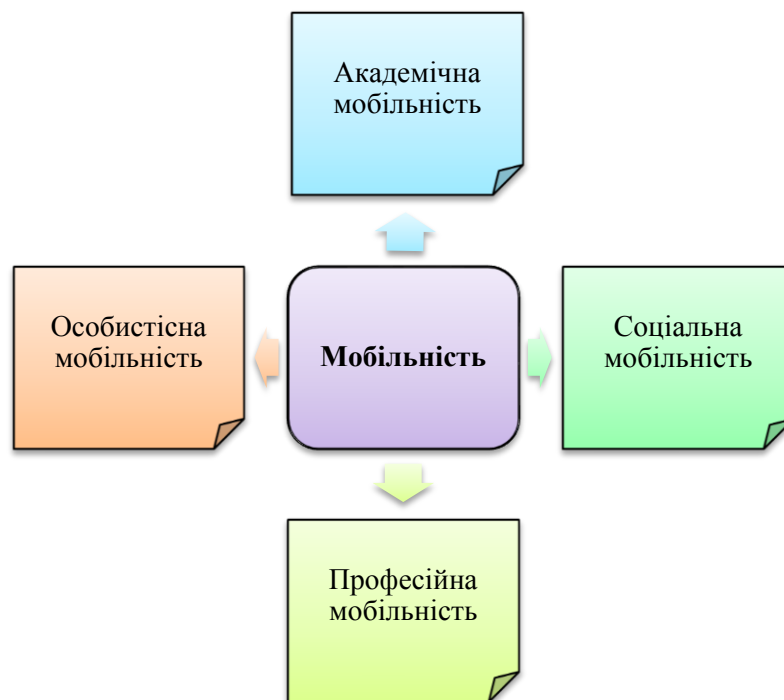 Академічна
мобільність
Особистісна
мобільність
Мобільність
Соціальна
мобільність
Професійна
мобільність